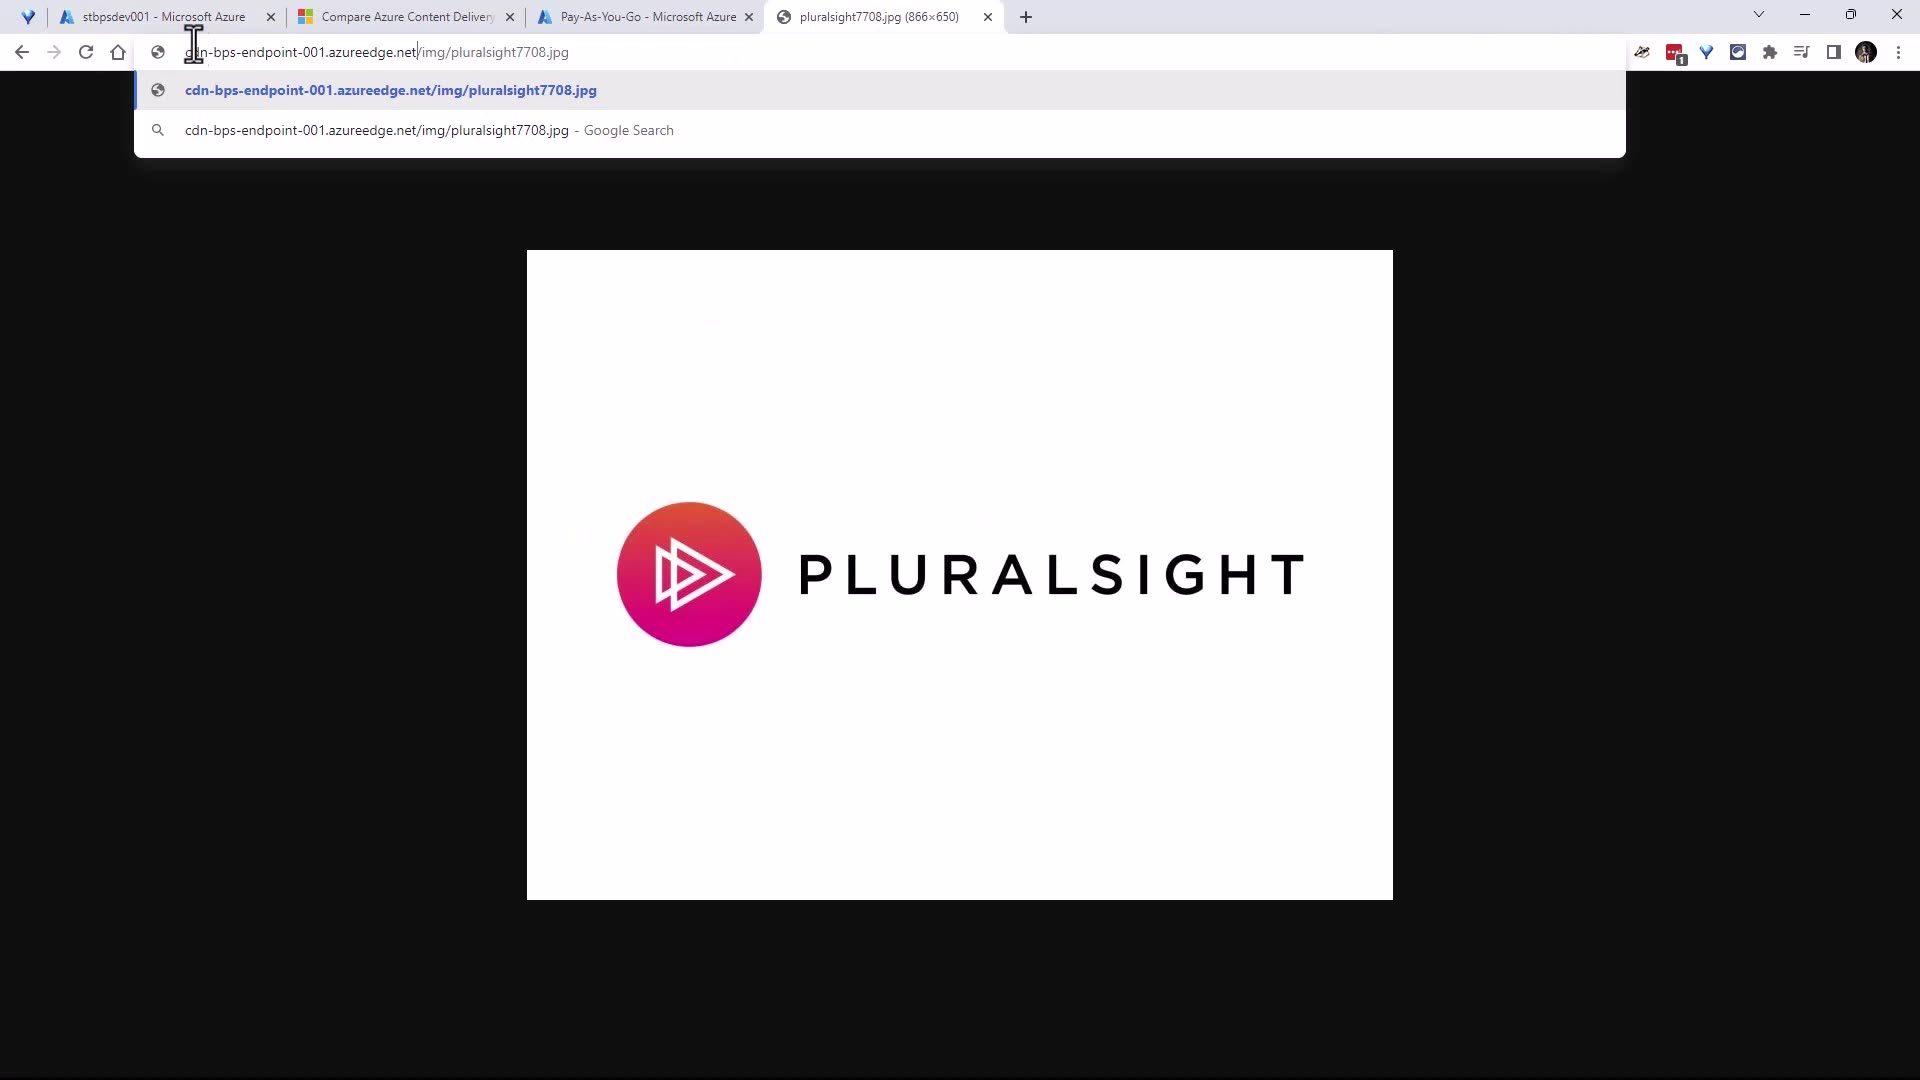 stbpsdev001 - Microsoft Azure
Compare Azure Content Delivery
Pay-As-You-Go - Microsoft Azure
pluralsight7708.jpg (866×650)
cdn-bps-endpoint-001.azureedge.net/img/pluralsight7708.jpg
1
cdn-bps-endpoint-001.azureedge.net/img/pluralsight7708.jpg
cdn-bps-endpoint-001.azureedge.net/img/pluralsight7708.jpg - Google Search
PLURALSIGHT